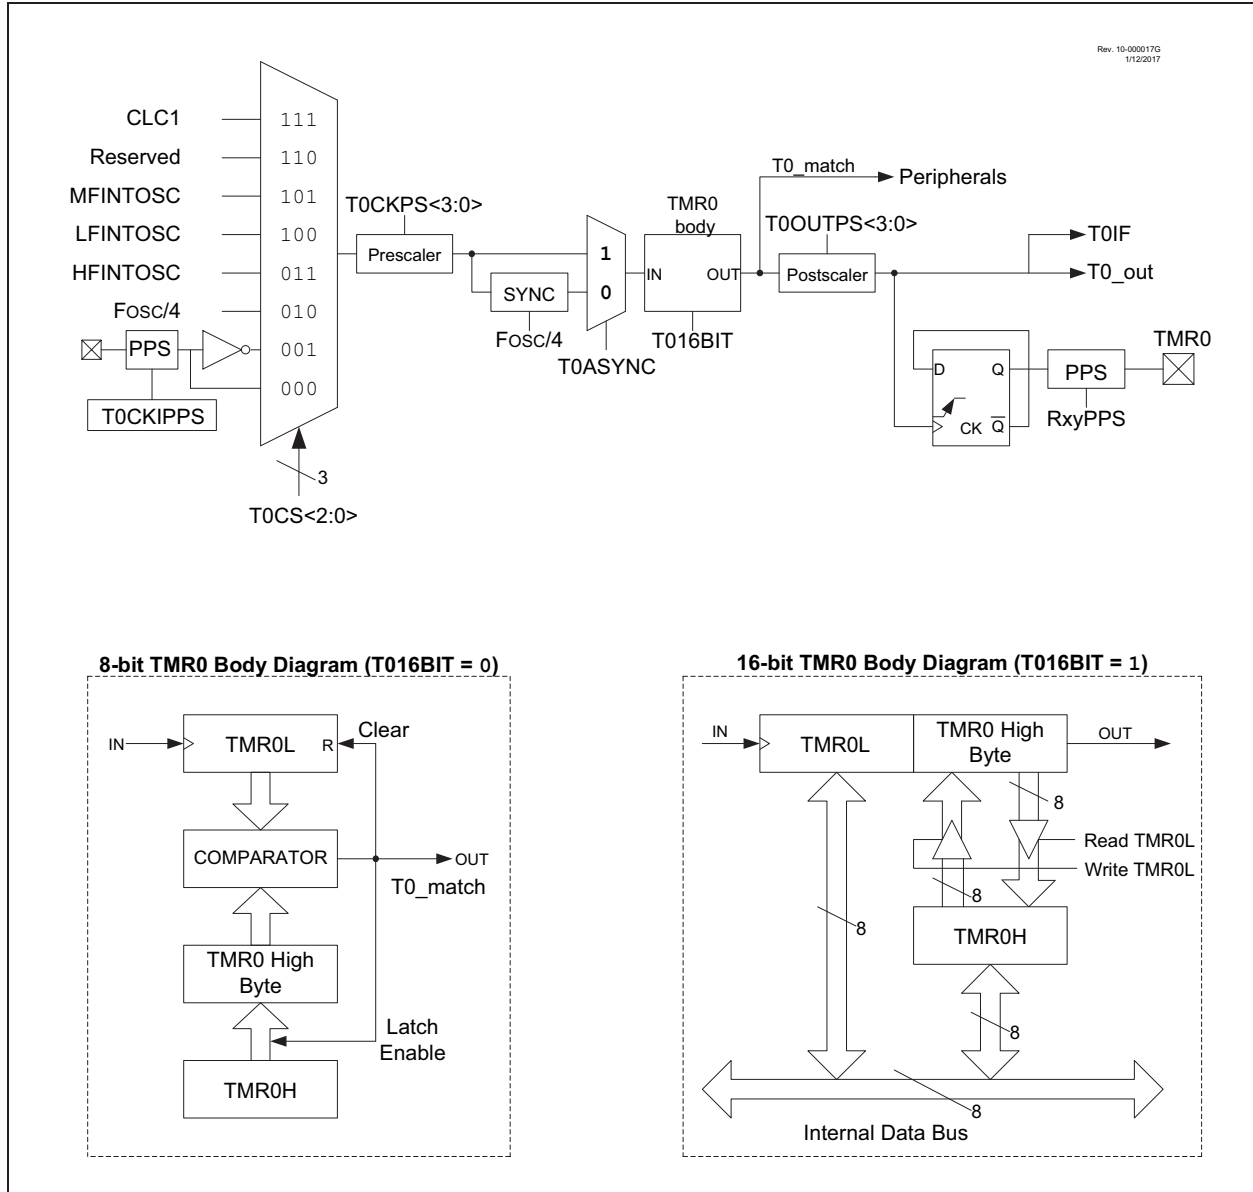 Rev. 10-000017G
1/12/2017
CLC1
111
Reserved
110
MFINTOSC
101
LFINTOSC
100
HFINTOSC
011
FOSC/4
010
PPS
001
000
T0CKIPPS
3
T0CS<2:0>
T0CKPS<3:0>
Prescaler
SYNC
FOSC/4
1
0
T0ASYNC
TMR0
body
IN
OUT
T016BIT
T0_match
Peripherals
T0OUTPS<3:0>
Postscaler
T0IF
T0_out
D
Q
CK
Q
PPS
RxyPPS
TMR0
8-bit TMR0 Body Diagram (T016BIT = 0)
IN
TMR0L
R
Clear
COMPARATOR
OUT
T0_match
TMR0 High
Byte
Latch
Enable
TMR0H
16-bit TMR0 Body Diagram (T016BIT = 1)
IN
TMR0L
TMR0 High
Byte
OUT
8
Read TMR0L
Write TMR0L
8
8
TMR0H
8
8
Internal Data Bus